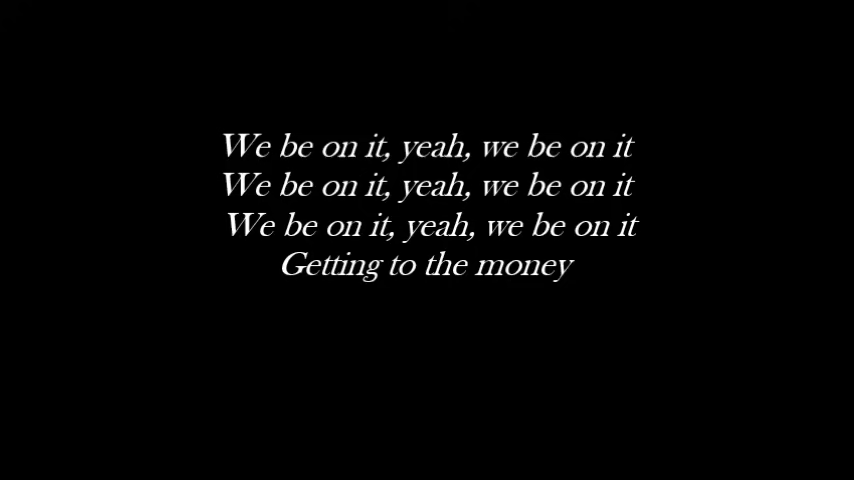 We be on it, yeah, we be on it
We be on it, yeah, we be on it
We be on it, yeah, we be on it
Getting to the money